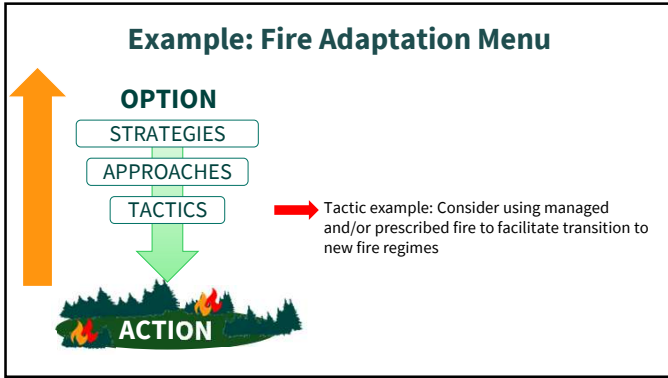 Example: Fire Adaptation Menu
OPTION
STRATEGIES
APPROACHES
TACTICS
Tactic example: Consider using managed
and/or prescribed fire to facilitate transition to
new fire regimes
ACTION